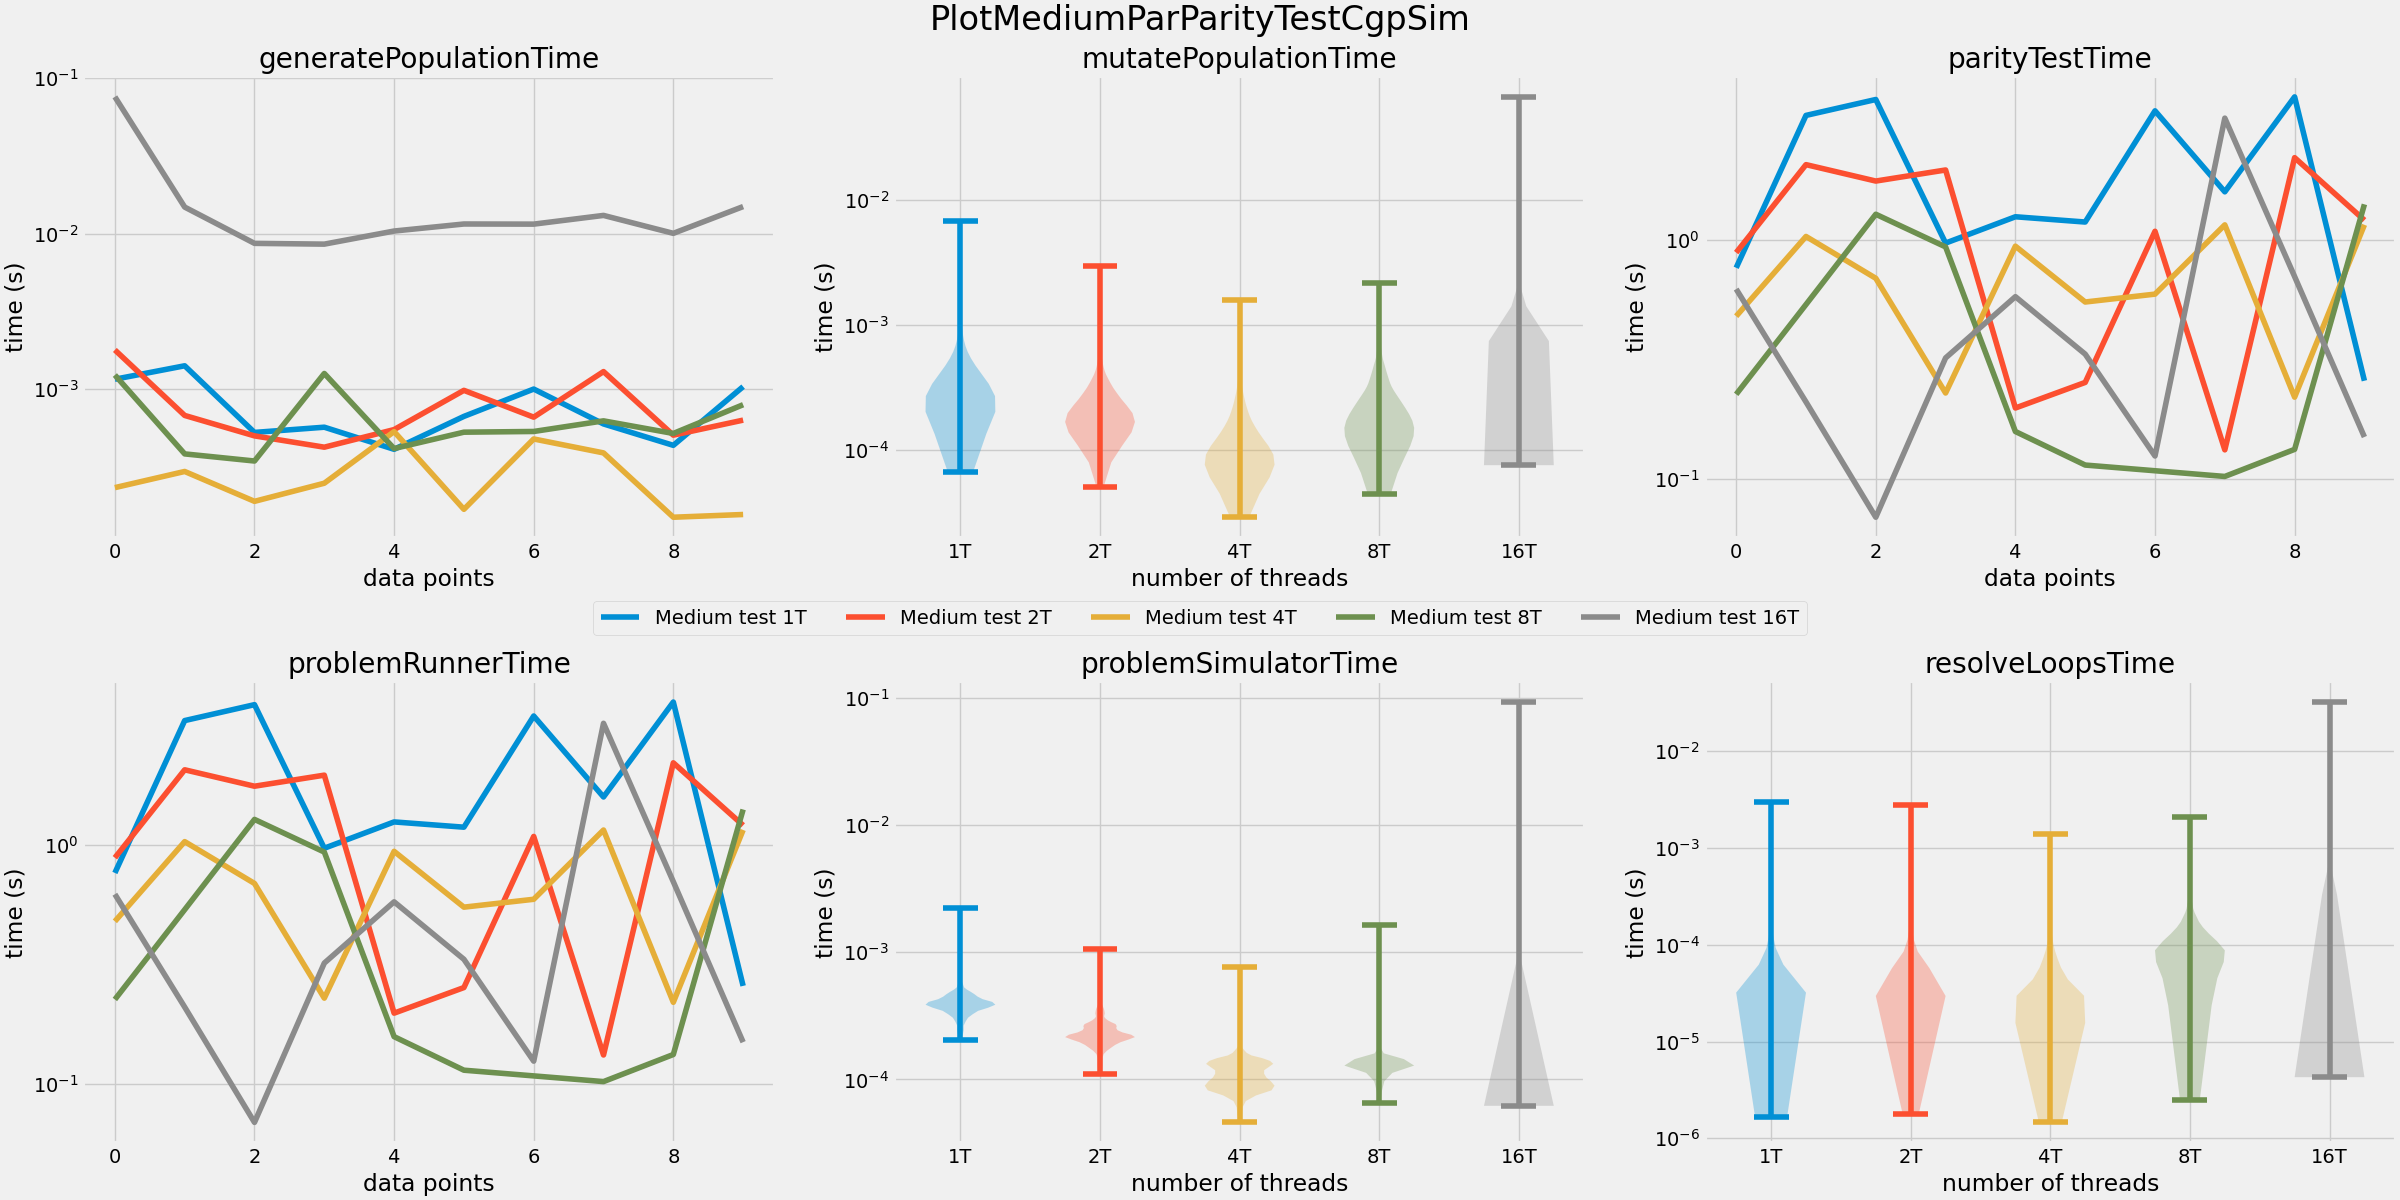 PlotMediumParParityTestCgpSim
generatePopulationTime
10⁻¹
10⁻²
10⁻³
time (s)
0 2 4 6 8
data points
mutatePopulationTime
10⁻²
10⁻³
10⁻⁴
time (s)
1T 2T 4T 8T 16T
number of threads
parityTestTime
10⁰
10⁻¹
time (s)
0 2 4 6 8
data points
Medium test 1T Medium test 2T Medium test 4T Medium test 8T Medium test 16T
problemRunnerTime
10⁰
10⁻¹
time (s)
0 2 4 6 8
data points
problemSimulatorTime
10⁻¹
10⁻²
10⁻³
10⁻⁴
time (s)
1T 2T 4T 8T 16T
number of threads
resolveLoopsTime
10⁻²
10⁻³
10⁻⁴
10⁻⁵
10⁻⁶
time (s)
1T 2T 4T 8T 16T
number of threads